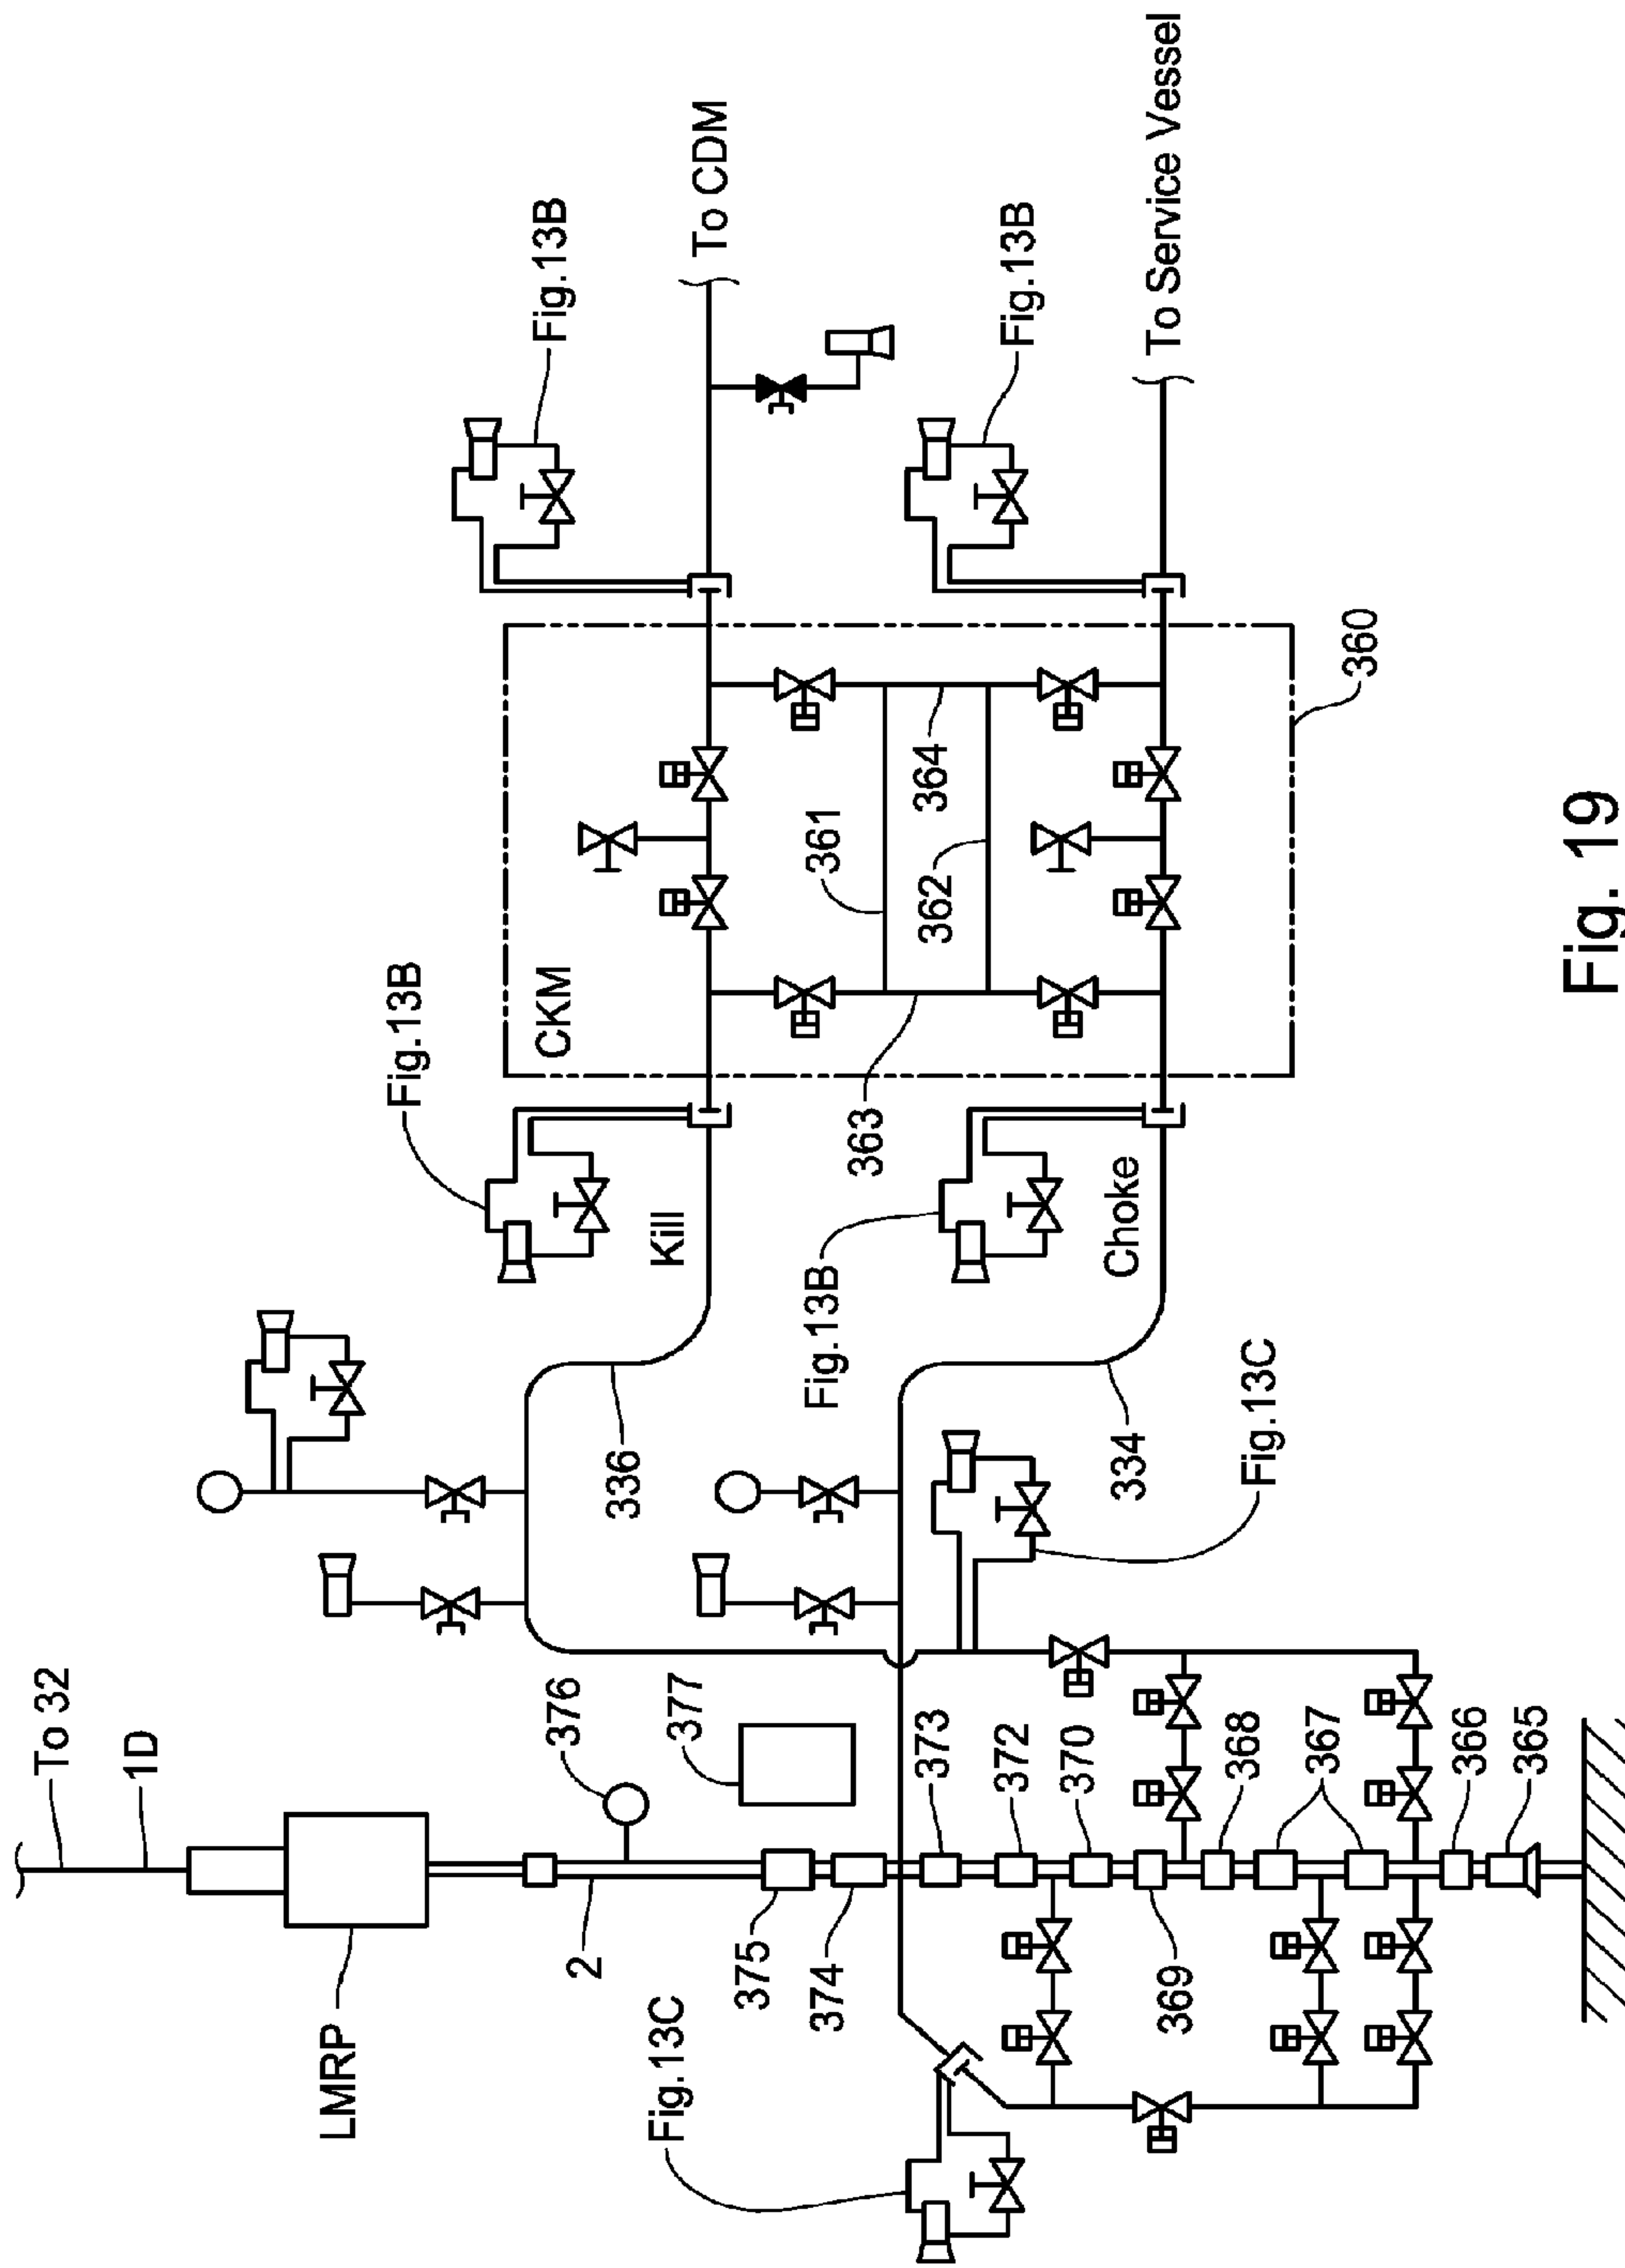 To 32
1D
LMRP
2
376
377
375
374
373
372
370
369
368
367
366
365
Fig.13C
Fig.13C
336
334
Kill
Choke
Fig.13B
Fig.13B
CKM
361
362
363
364
360
Fig.13B
Fig.13B
To CDM
To Service Vessel
Fig. 19